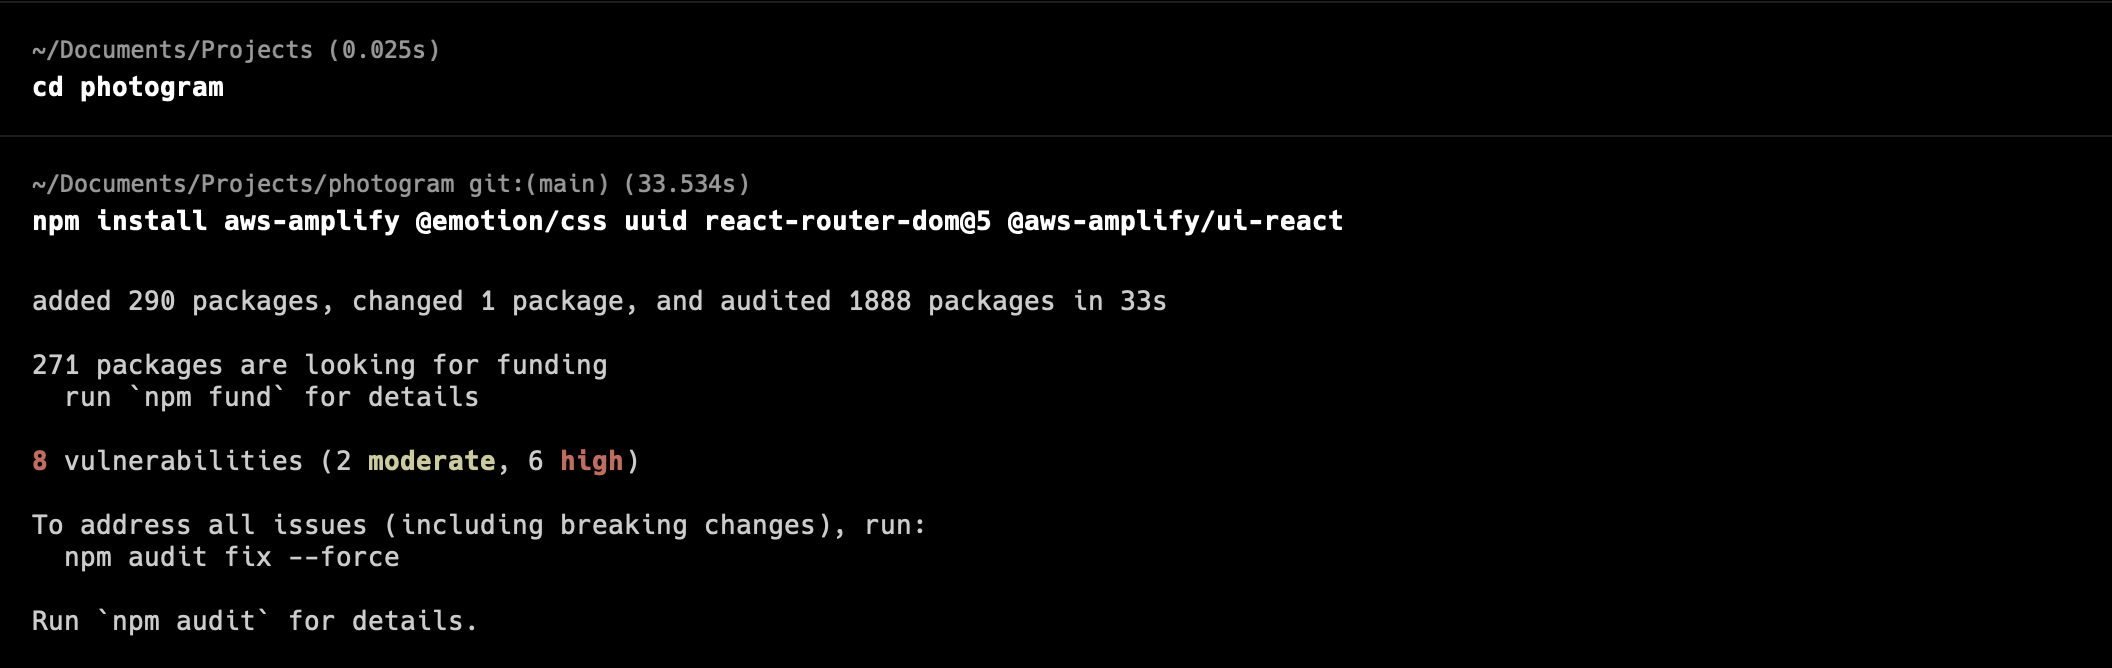 ~/Documents/Projects (0.025s)
cd photogram
~/Documents/Projects/photogram git:(main) (33.534s)
npm install aws-amplify @emotion/css uuid react-router-dom@5 @aws-amplify/ui-react
added 290 packages, changed 1 package, and audited 1888 packages in 33s
271 packages are looking for funding
  run `npm fund` for details
8 vulnerabilities (2 moderate, 6 high)
To address all issues (including breaking changes), run:
  npm audit fix --force
Run `npm audit` for details.